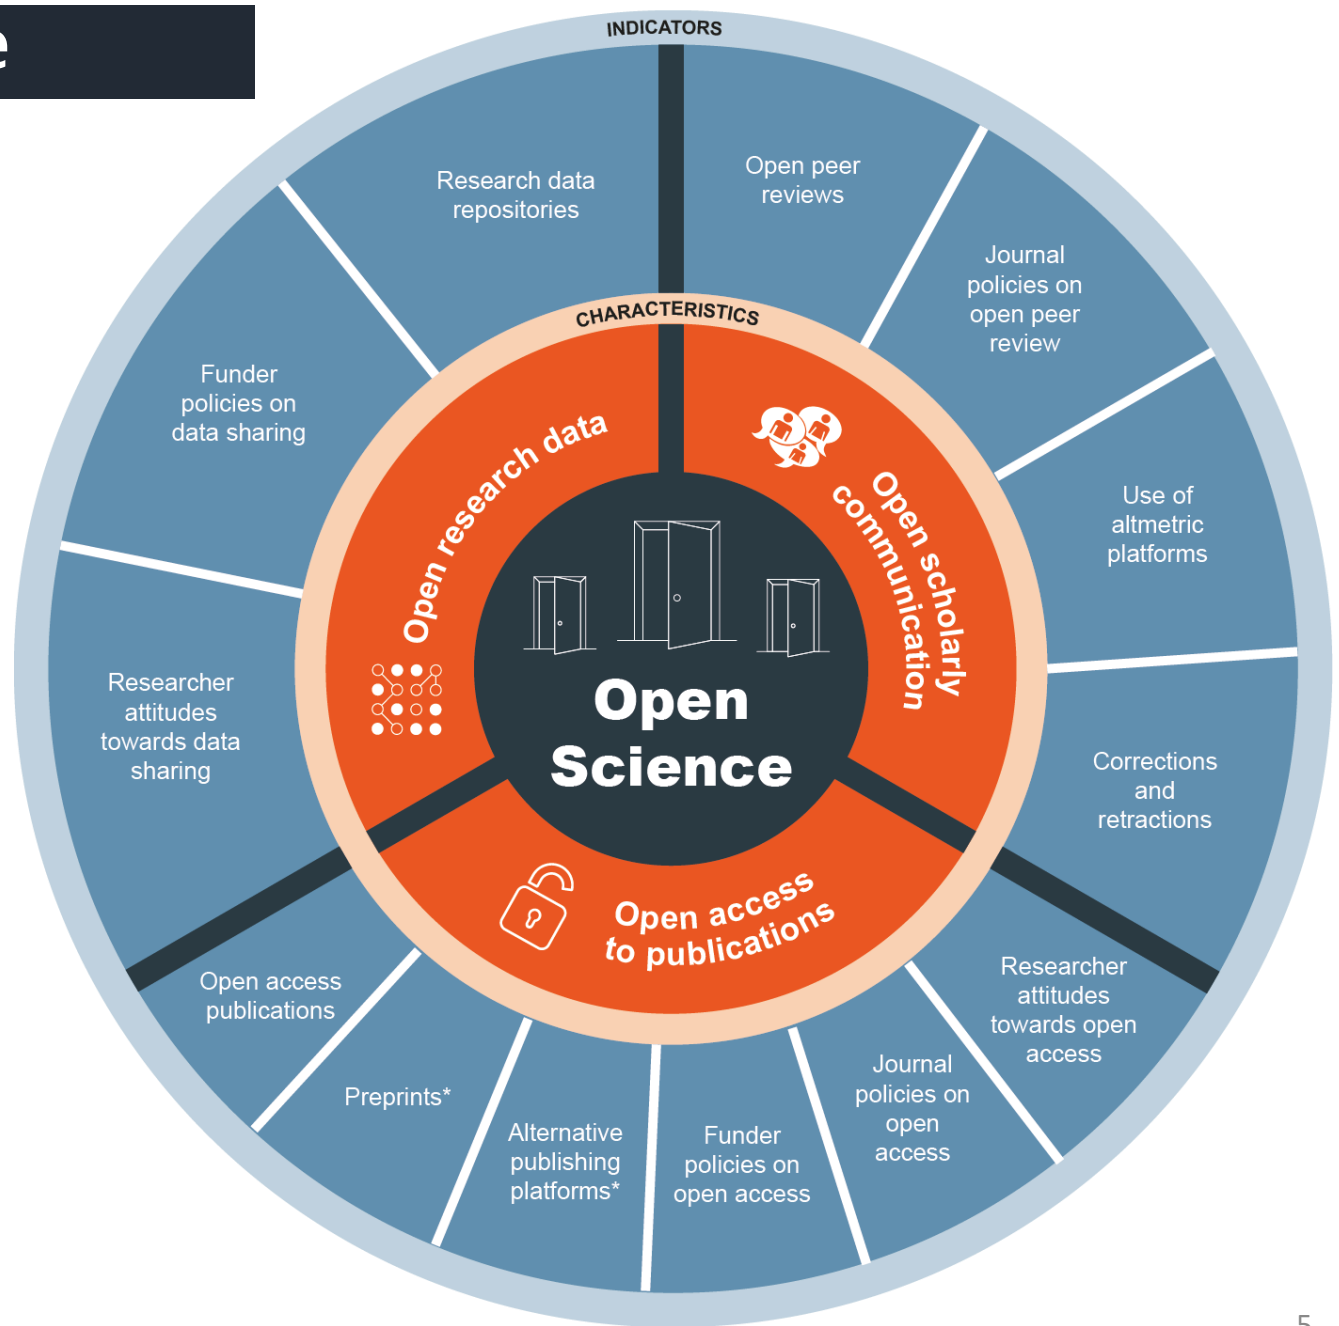 e
INDICATORS
Research data
repositories
Open peer
reviews
Journal
policies on
open peer
review
Use of
altmetric
platforms
Corrections
and
retractions
Researcher
attitudes
towards open
access
Journal
policies on
open
access
Funder
policies on
open access
Alternative
publishing
platforms*
Preprints*
Open access
publications
Researcher
attitudes
towards data
sharing
Funder
policies on
data sharing
CHARACTERISTICS
Open research data
Open scholarly
communication
Open access
to publications
Open
Science
5